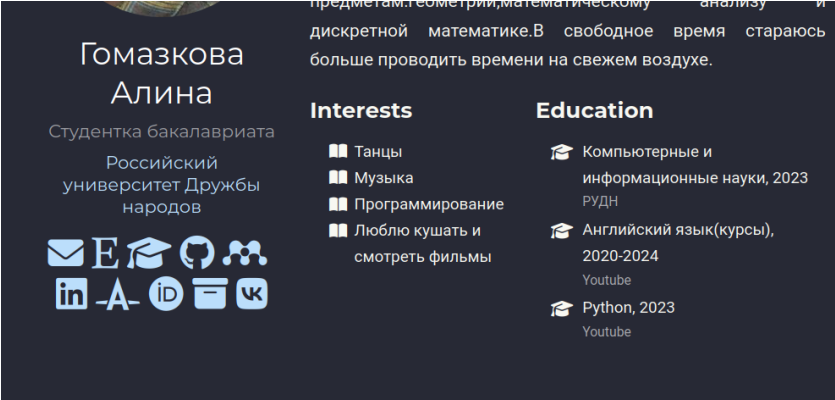 предметам:геометрии,математическому анализу и
дискретной математике.В свободное время стараюсь
больше проводить времени на свежем воздухе.
Гомазкова
Алина
Студентка бакалавриата
Российский
университет Дружбы
народов
Interests
Танцы
Музыка
Программирование
Люблю кушать и
смотреть фильмы
Education
Компьютерные и
информационные науки, 2023
РУДН
Английский язык(курсы),
2020-2024
Youtube
Python, 2023
Youtube